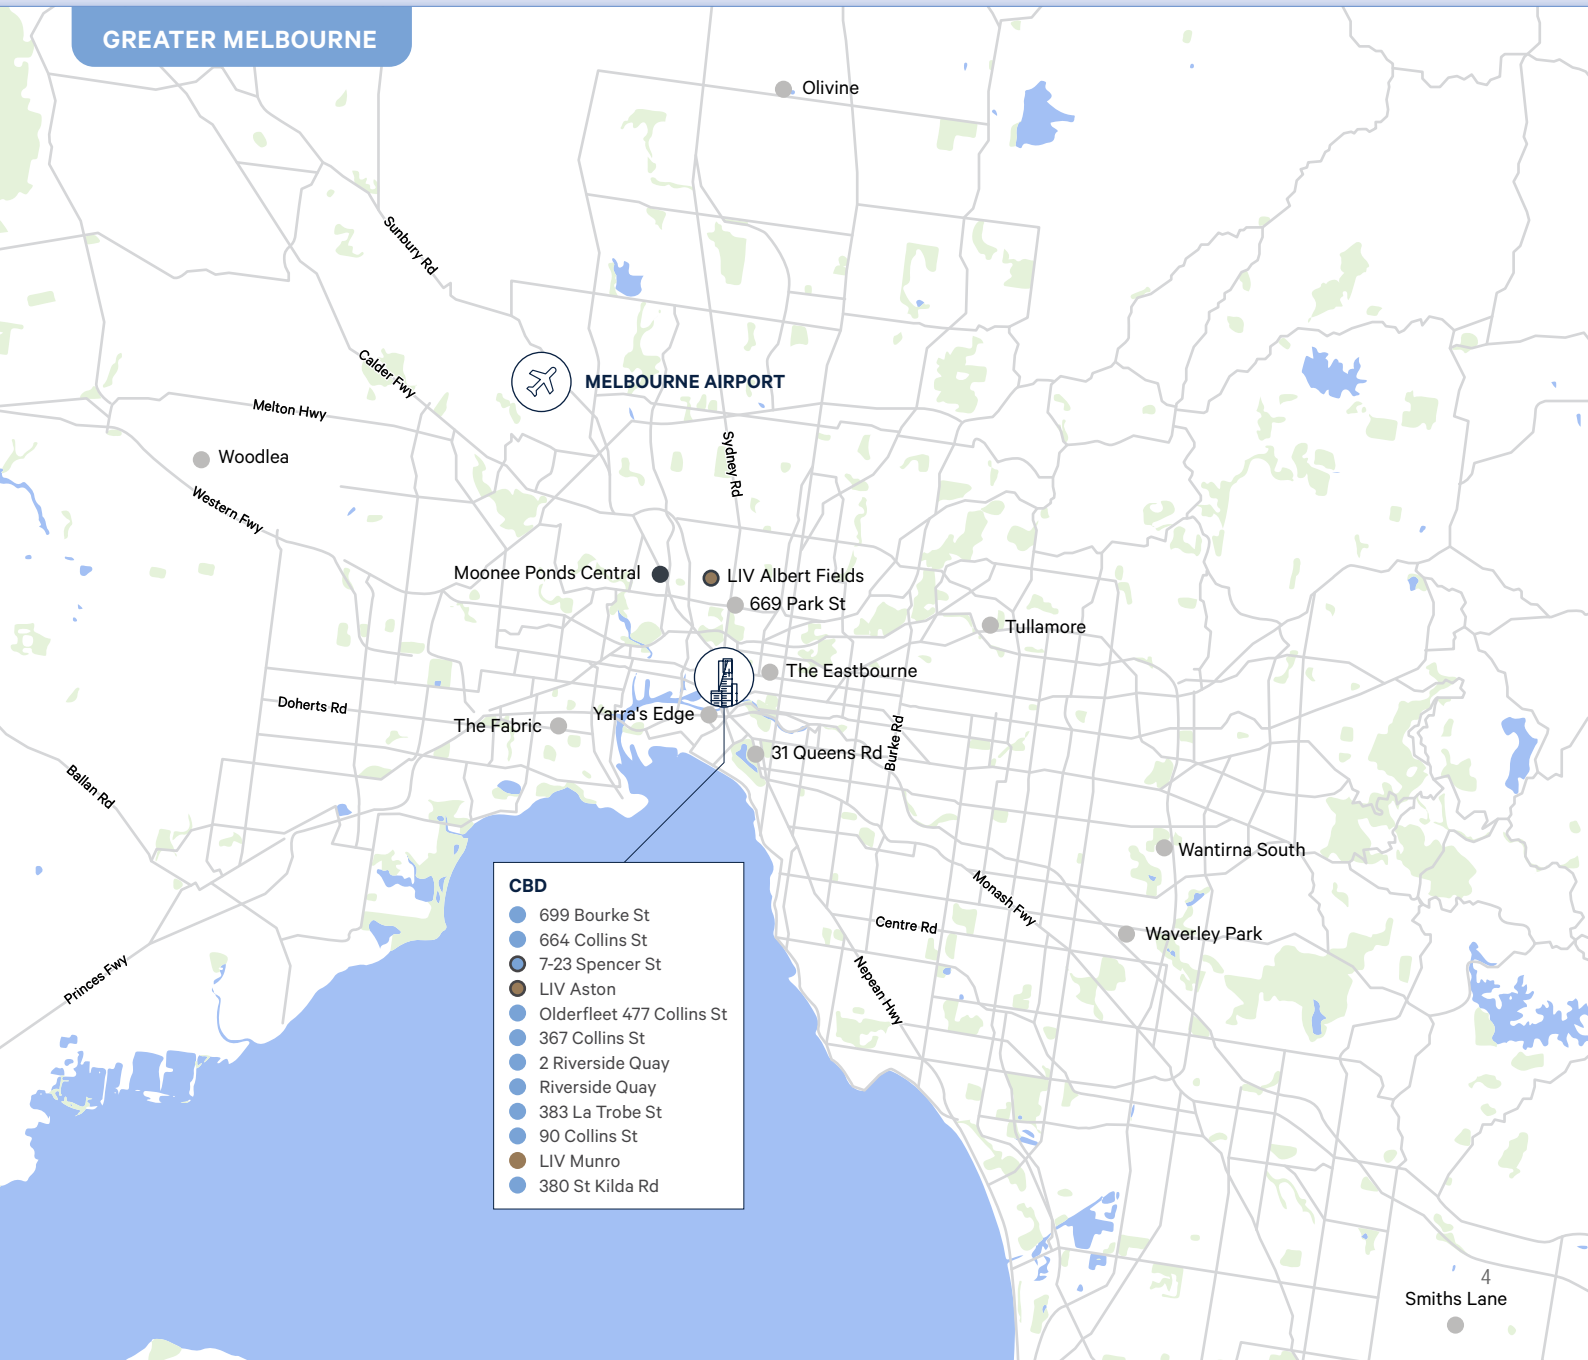 GREATER MELBOURNE
Olivine
Sunbury Rd
Calder Fwy
MELBOURNE AIRPORT
Melton Hwy
Woodlea
Sydney Rd
Western Fwy
Moonee Ponds Central
LIV Albert Fields
669 Park St
Tullamore
The Eastbourne
Doherts Rd
Yarra's Edge
The Fabric
Burke Rd
31 Queens Rd
Ballan Rd
Wantirna South
Monash Fwy
CBD
699 Bourke St
664 Collins St
7-23 Spencer St
LIV Aston
Olderfleet 477 Collins St
367 Collins St
2 Riverside Quay
Riverside Quay
383 La Trobe St
90 Collins St
LIV Munro
380 St Kilda Rd
Centre Rd
Waverley Park
Princes Fwy
Nepean Hwy
4
Smiths Lane